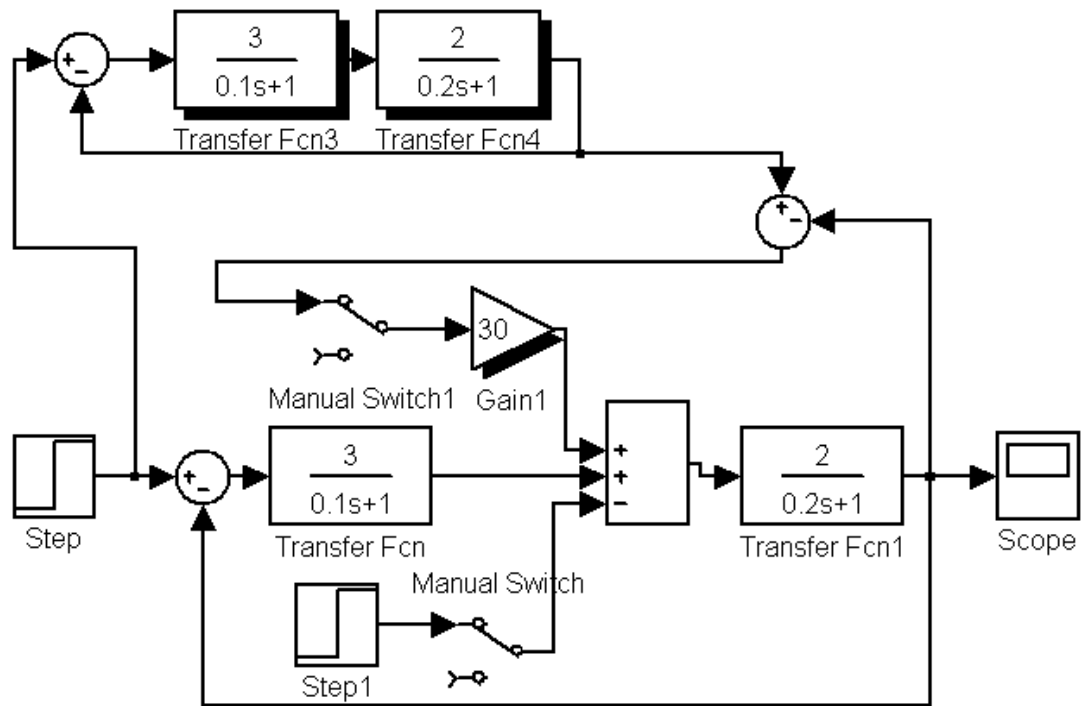 3
0.1s+1
2
0.2s+1
Transfer Fcn3
Transfer Fcn4
+
-
+
-
30
Manual Switch1
Gain1
Step
+
-
3
0.1s+1
Transfer Fcn
+
+
-
2
0.2s+1
Transfer Fcn1
Scope
Manual Switch
Step1